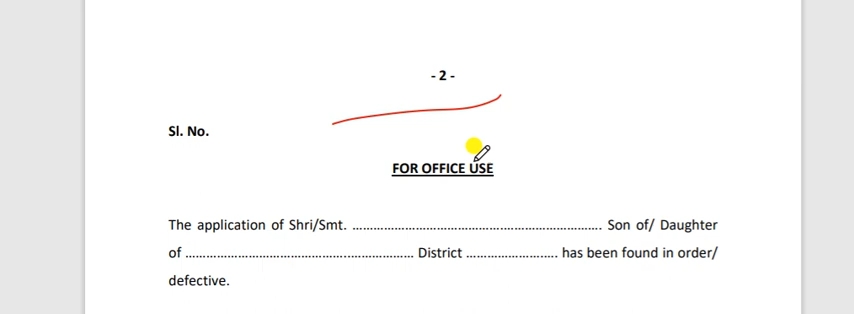 - 2 -
Sl. No.
FOR OFFICE USE
The application of Shri/Smt. ........................................................................ Son of/ Daughter
of .................................................................. District .......................... has been found in order/
defective.